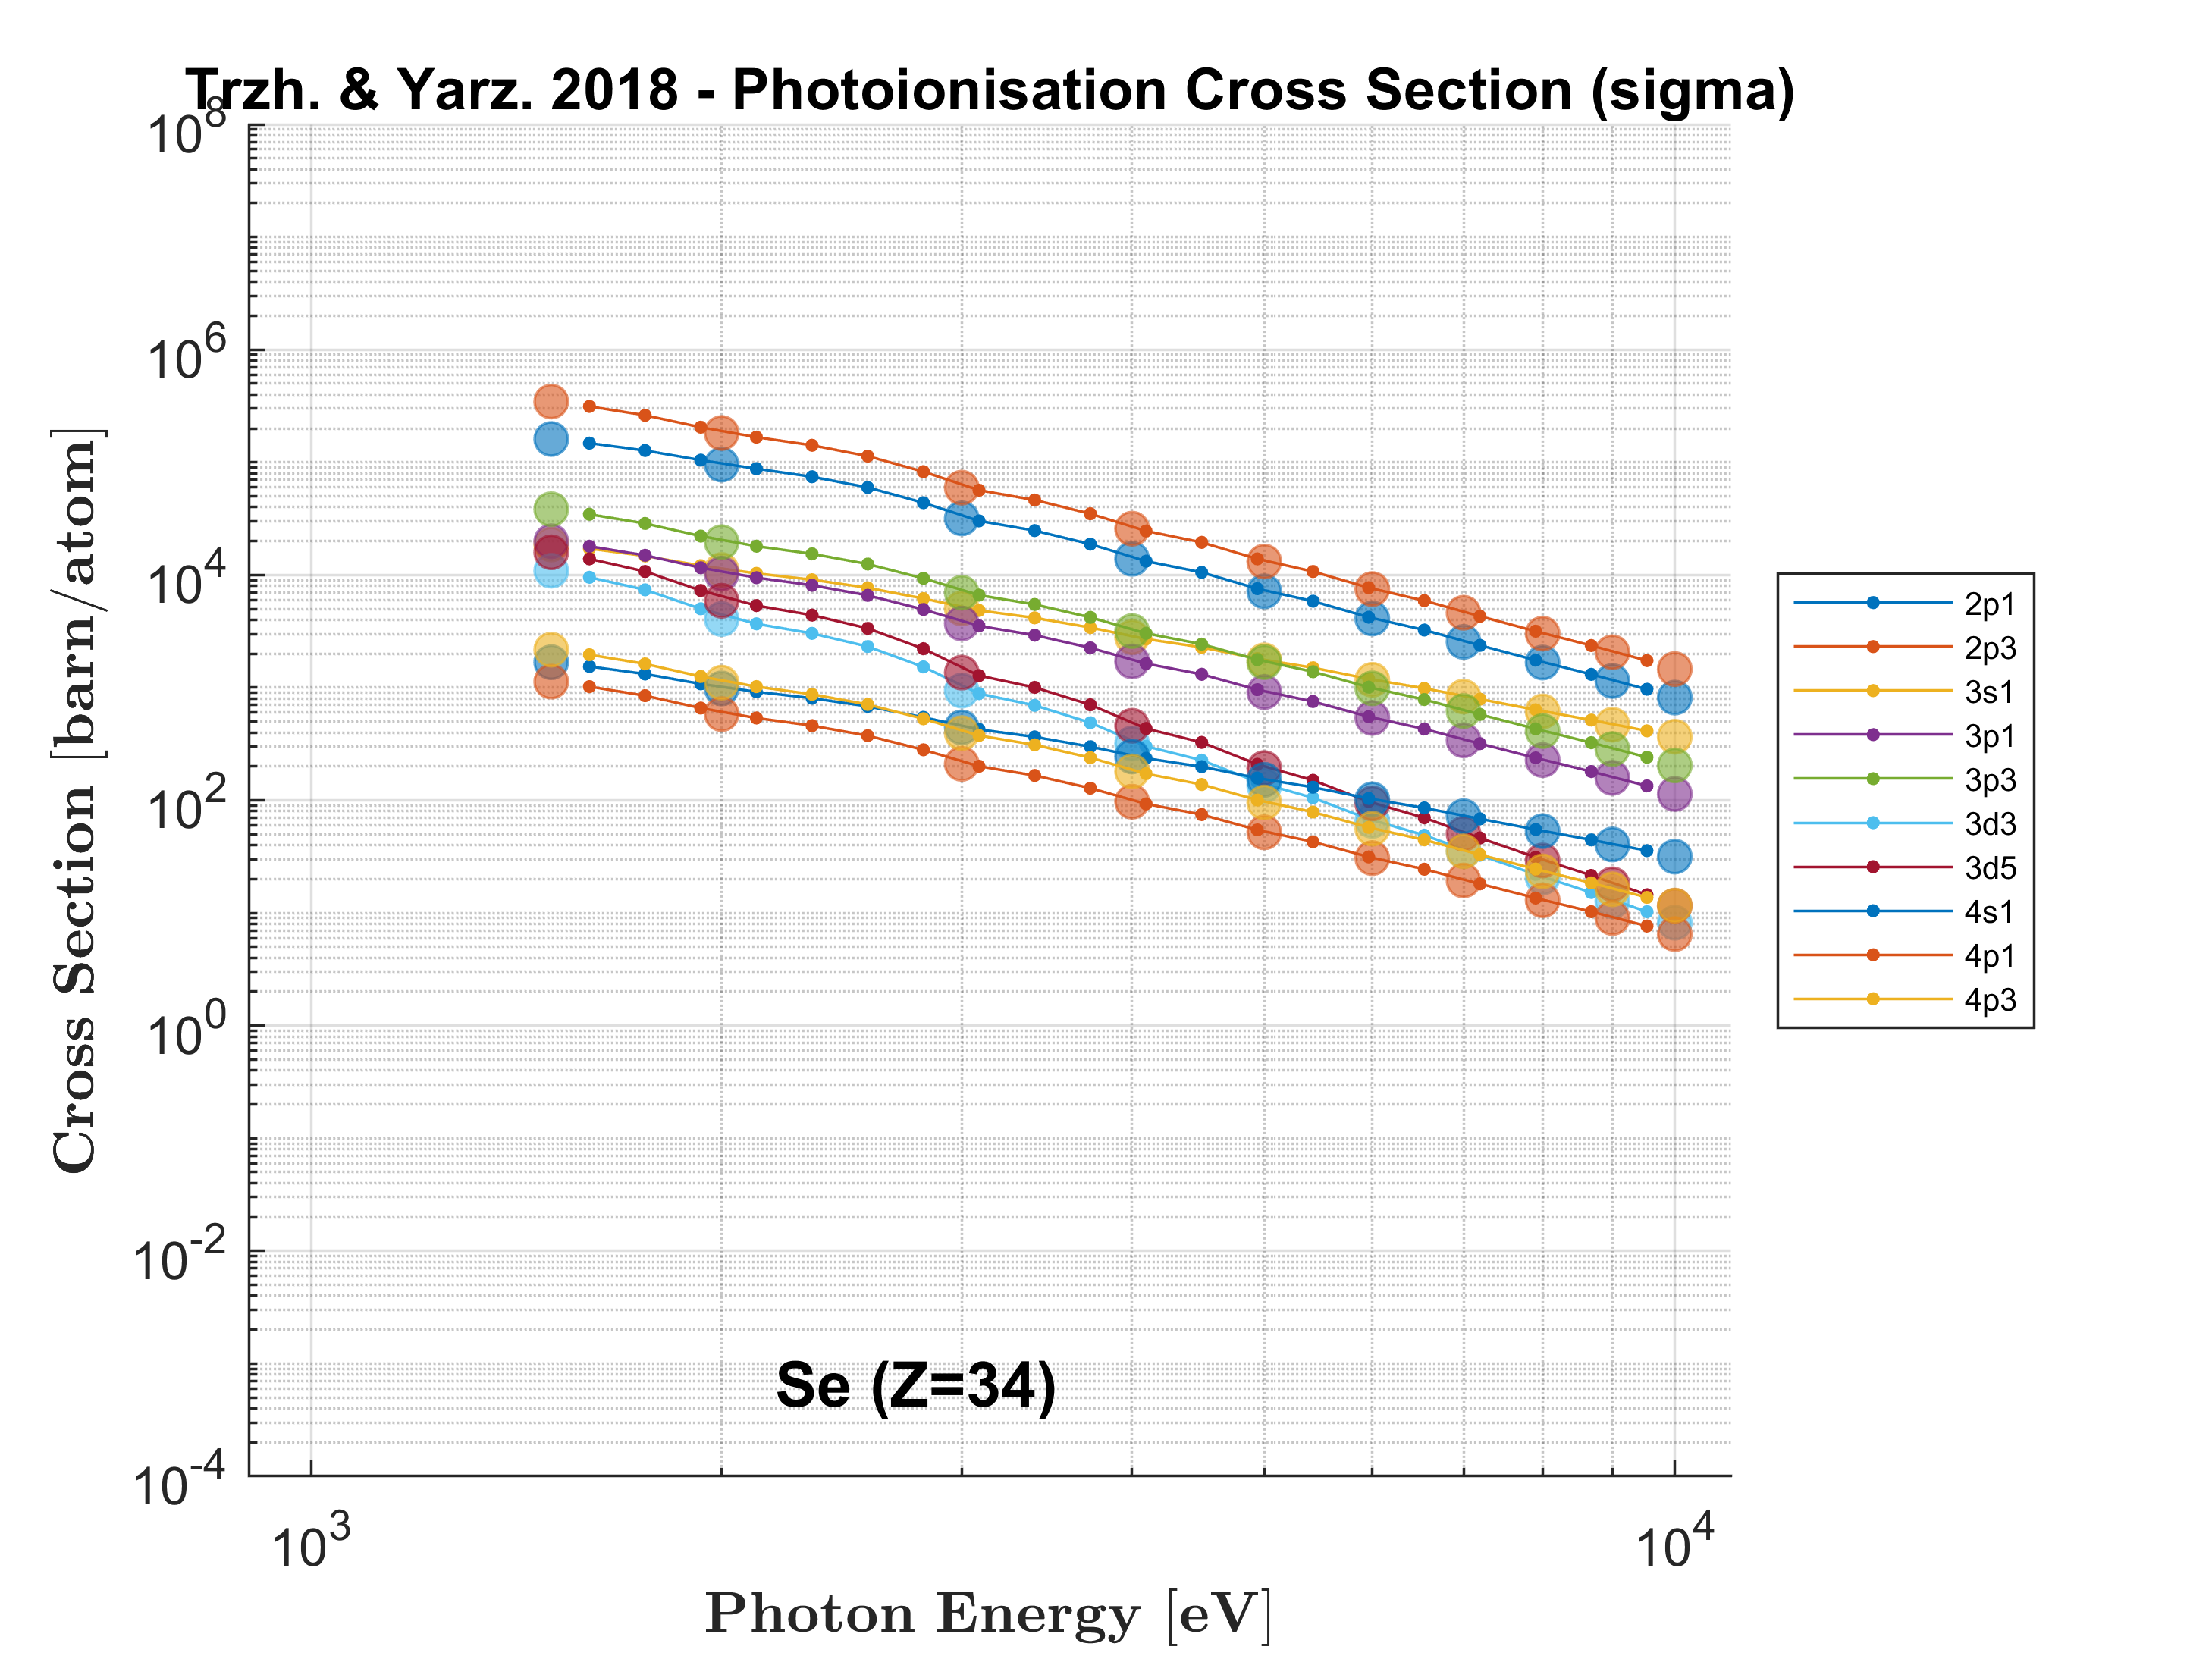 Trzh. & Yarz. 2018 - Photoionisation Cross Section (sigma)
10^8
10^6
10^4
10^2
10^0
10^-2
10^-4
Cross Section [barn/atom]
2p1
2p3
3s1
3p1
3p3
3d3
3d5
4s1
4p1
4p3
Se (Z=34)
10^3
10^4
Photon Energy [eV]